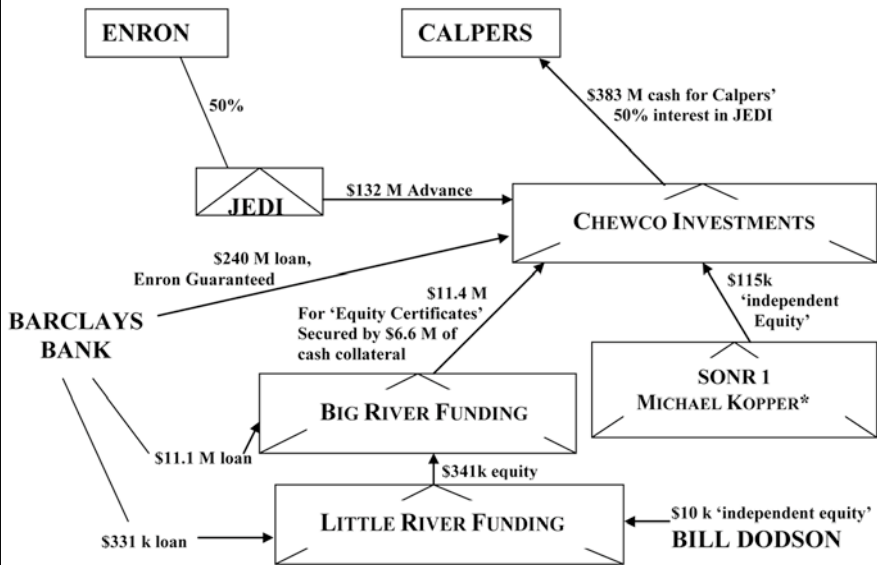 ENRON
CALPERS
50%
$383 M cash for Calpers’
50% interest in JEDI
JEDI
$132 M Advance
CHEWCO INVESTMENTS
$240 M loan,
Enron Guaranteed
$11.4 M
For ‘Equity Certificates’
Secured by $6.6 M of
cash collateral
$115k
‘independent
Equity’
BARCLAYS
BANK
SONR 1
MICHAEL KOPPER*
BIG RIVER FUNDING
$11.1 M loan
$341k equity
LITTLE RIVER FUNDING
$331 k loan
$10 k ‘independent equity’
BILL DODSON